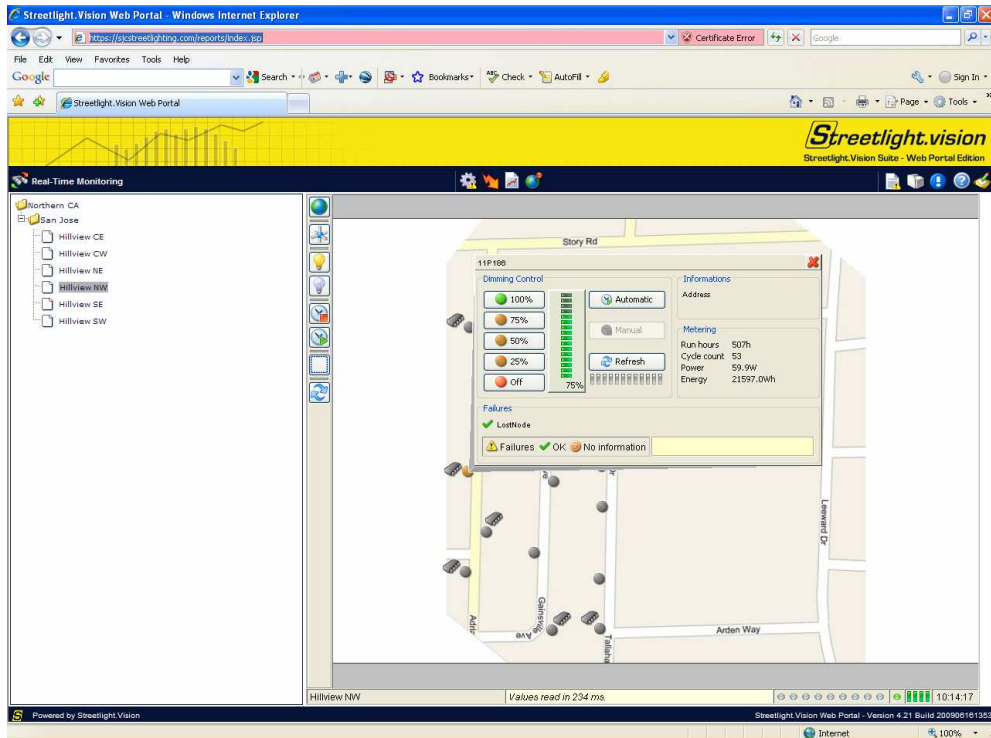 Streetlight.Vision Web Portal - Windows Internet Explorer
https://sjcstreetlighting.com/reports/index.jsp
Certificate Error
Google
File Edit View Favorites Tools Help
Google
Search
Bookmarks
Check
AutoFill
Sign In
Streetlight.Vision Web Portal
Page
Tools
Streetlight.vision
Streetlight.Vision Suite - Web Portal Edition
Real-Time Monitoring
Northern CA
San Jose
Hillview CE
Hillview CW
Hillview NE
Hillview NW
Hillview SE
Hillview SW
Story Rd
11P186
Dimming Control
100%
75%
50%
25%
Off
75%
Automatic
Manual
Refresh
Informations
Address
Metering
Run hours 507h
Cycle count 53
Power 59.9W
Energy 21597.0Wh
Failures
LostNode
Failures OK No information
Leeward Dr
Gainsville Ave
Arden Way
Hillview NW
Values read in 234 ms.
10:14:17
Powered by Streetlight.Vision
Streetlight.Vision Web Portal - Version 4.21 Build 200906161353
Internet
100%